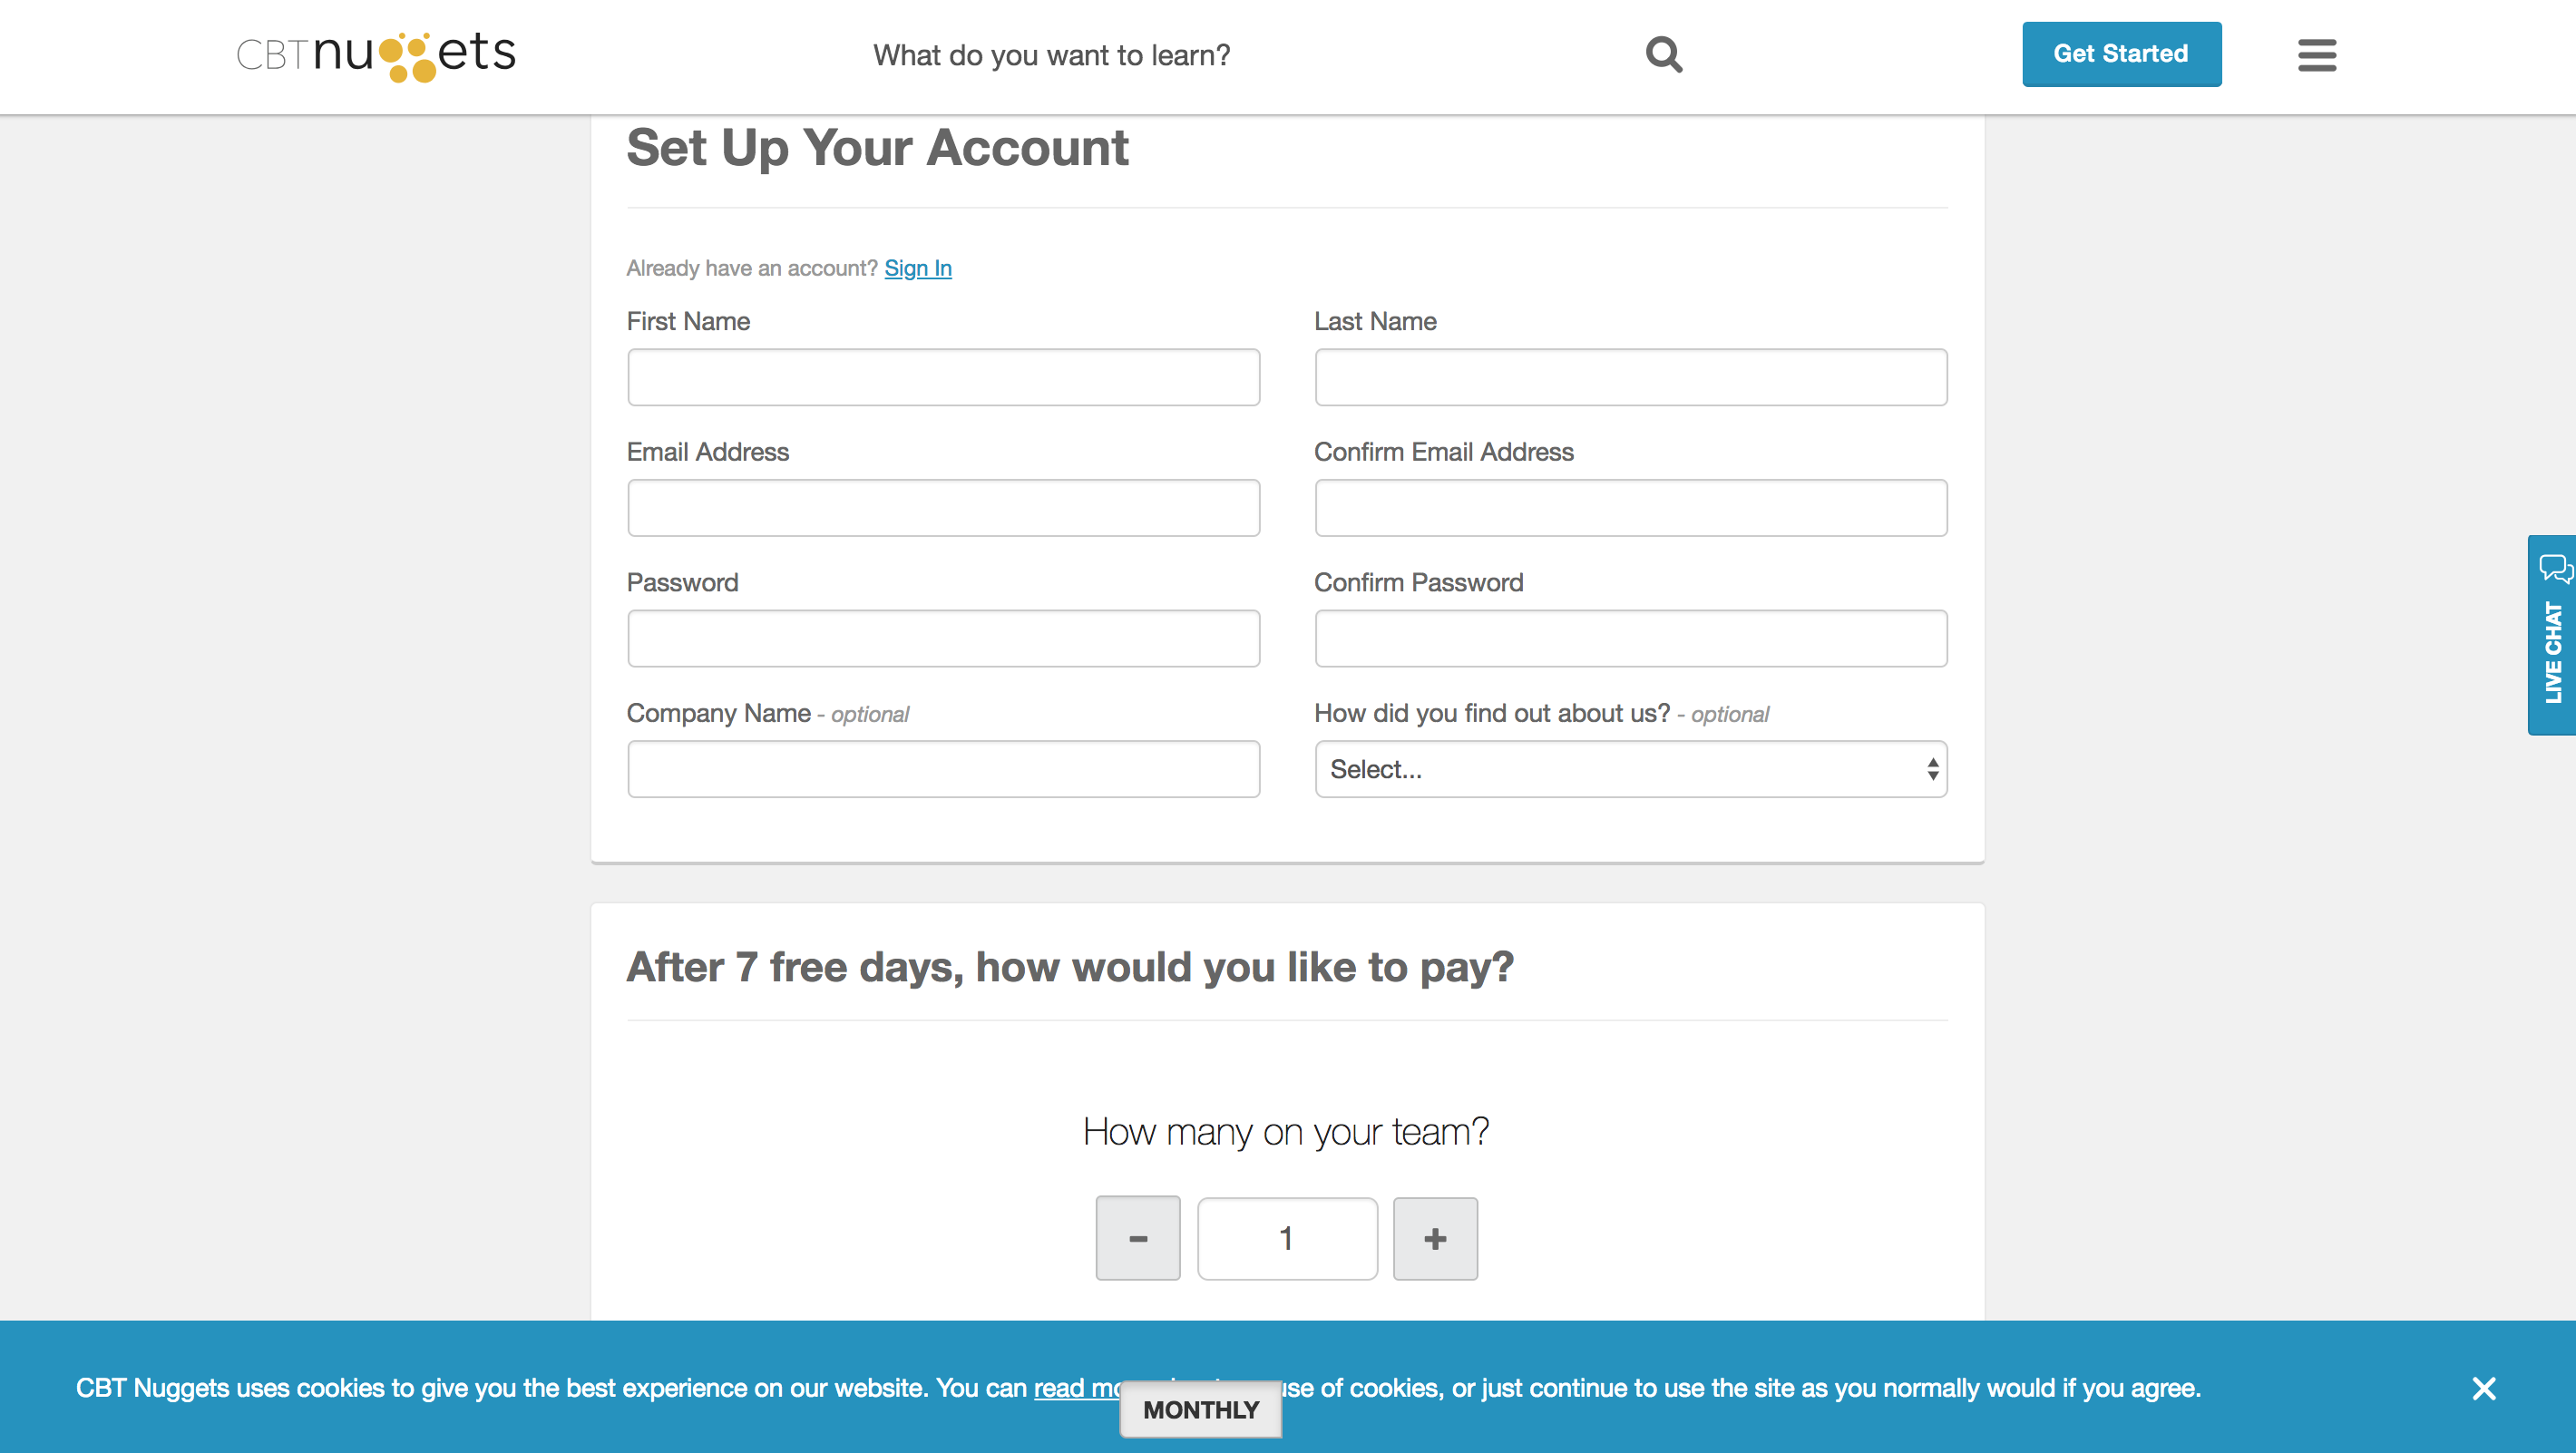 CBTnuggets
What do you want to learn?
Get Started
Set Up Your Account
Already have an account? Sign In
First Name
Last Name
Email Address
Confirm Email Address
Password
Confirm Password
Company Name - optional
How did you find out about us? - optional
Select...
LIVE CHAT
After 7 free days, how would you like to pay?
How many on your team?
- 1 +
CBT Nuggets uses cookies to give you the best experience on our website. You can read use of cookies, or just continue to use the site as you normally would if you agree.
MONTHLY